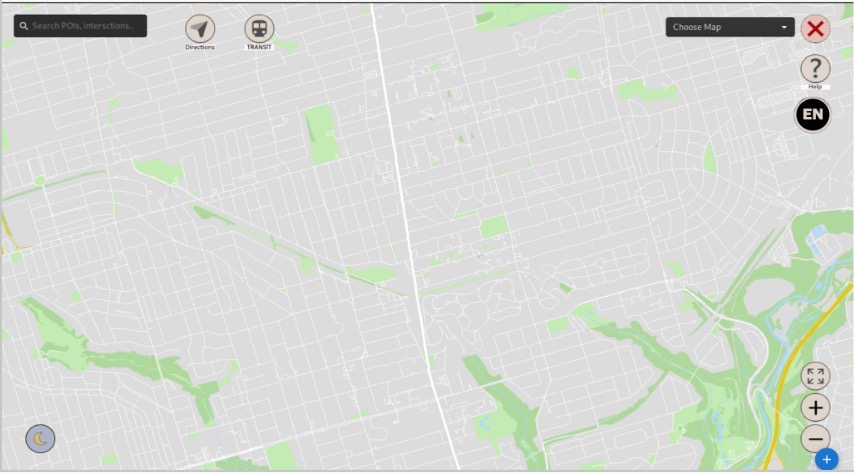 Search POIs, intersctions..
Directions
TRANSIT
Choose Map
?
Help
EN
+
−
+